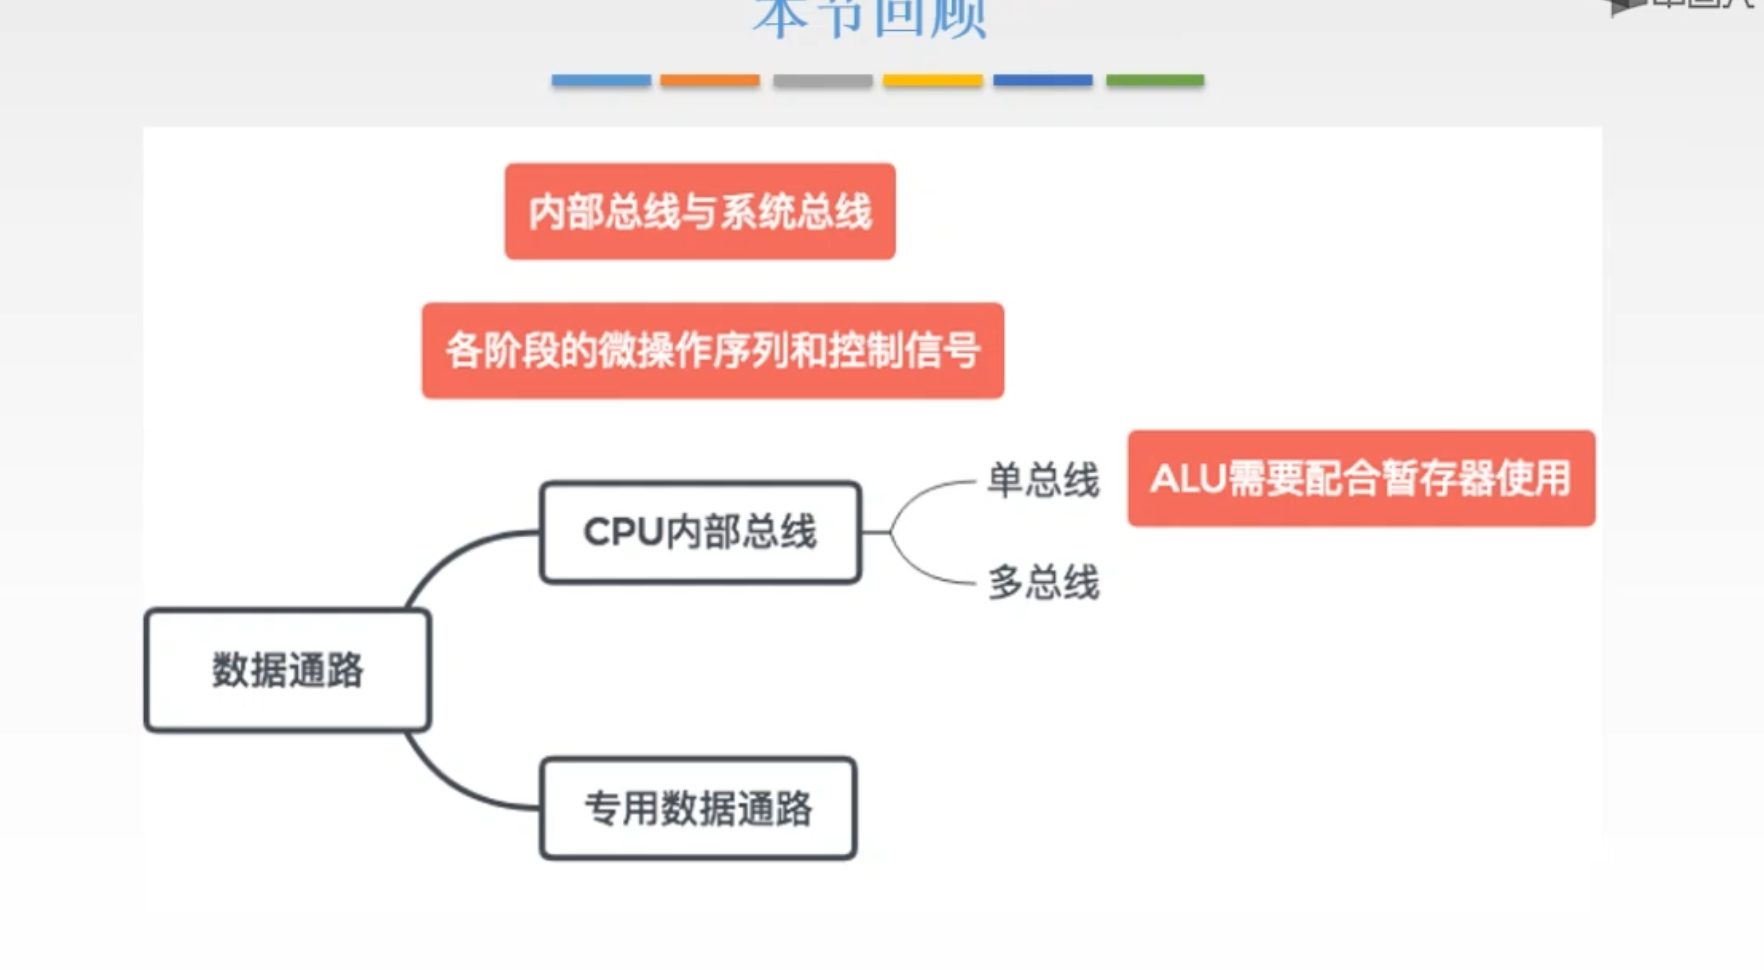 本节回顾
内部总线与系统总线
各阶段的微操作序列和控制信号
单总线
ALU需要配合暂存器使用
CPU内部总线
多总线
数据通路
专用数据通路